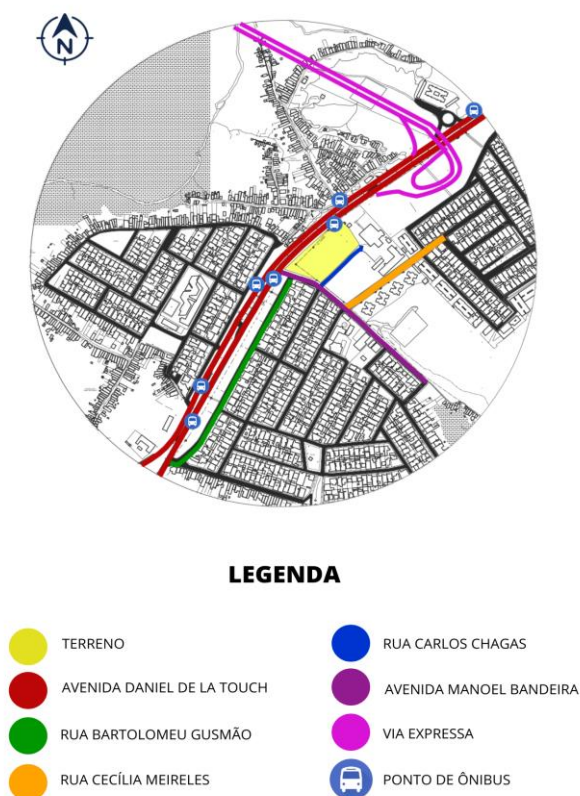 N
LEGENDA
TERRENO
AVENIDA DANIEL DE LA TOUCH
RUA BARTOLOMEU GUSMÃO
RUA CECÍLIA MEIRELES
RUA CARLOS CHAGAS
AVENIDA MANOEL BANDEIRA
VIA EXPRESSA
PONTO DE ÔNIBUS